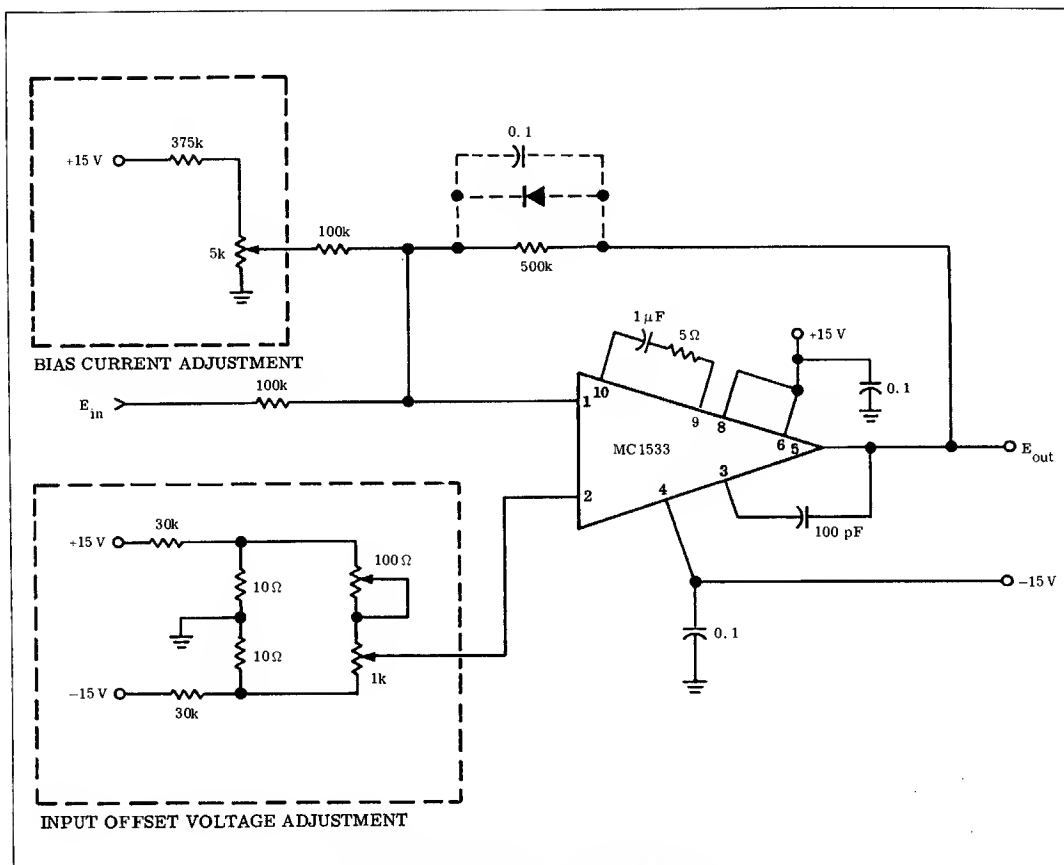 0.1
375k
+15 V
5k
100k
500k
BIAS CURRENT ADJUSTMENT
1 μF
5 Ω
+15 V
0.1
E_in
100k
1
10
9
8
6
5
MC1533
E_out
2
4
3
100 pF
30k
+15 V
100 Ω
10 Ω
10 Ω
1k
-15 V
30k
-15 V
0.1
INPUT OFFSET VOLTAGE ADJUSTMENT